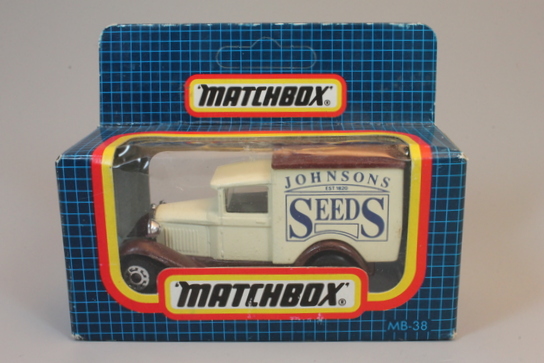 "MATCHBOX"®
JOHNSONS
EST 1820
SEEDS
"MATCHBOX"®
MB-38